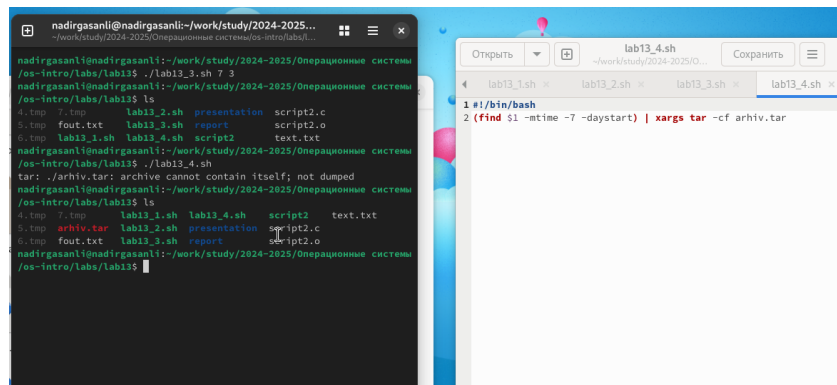 nadirgasanli@nadirgasanli:~/work/study/2024-2025...
~/work/study/2024-2025/Операционные системы/os-intro/labs/l...
nadirgasanli@nadirgasanli:~/work/study/2024-2025/Операционные системы
/os-intro/labs/lab13$ ./lab13_3.sh 7 3
nadirgasanli@nadirgasanli:~/work/study/2024-2025/Операционные системы
/os-intro/labs/lab13$ ls
4.tmp 7.tmp lab13_2.sh presentation script2.c
5.tmp fout.txt lab13_3.sh report script2.o
6.tmp lab13_1.sh lab13_4.sh script2 text.txt
nadirgasanli@nadirgasanli:~/work/study/2024-2025/Операционные системы
/os-intro/labs/lab13$ ./lab13_4.sh
tar: ./arhiv.tar: archive cannot contain itself; not dumped
nadirgasanli@nadirgasanli:~/work/study/2024-2025/Операционные системы
/os-intro/labs/lab13$ ls
4.tmp 7.tmp lab13_1.sh lab13_4.sh script2 text.txt
5.tmp arhiv.tar lab13_2.sh presentation script2.c
6.tmp fout.txt lab13_3.sh report script2.o
nadirgasanli@nadirgasanli:~/work/study/2024-2025/Операционные системы
/os-intro/labs/lab13$
Открыть
lab13_4.sh
~/work/study/2024-2025/О...
Сохранить
lab13_1.sh × lab13_2.sh × lab13_3.sh × lab13_4.sh ×
1 #!/bin/bash
2 (find $1 -mtime -7 -daystart) | xargs tar -cf arhiv.tar